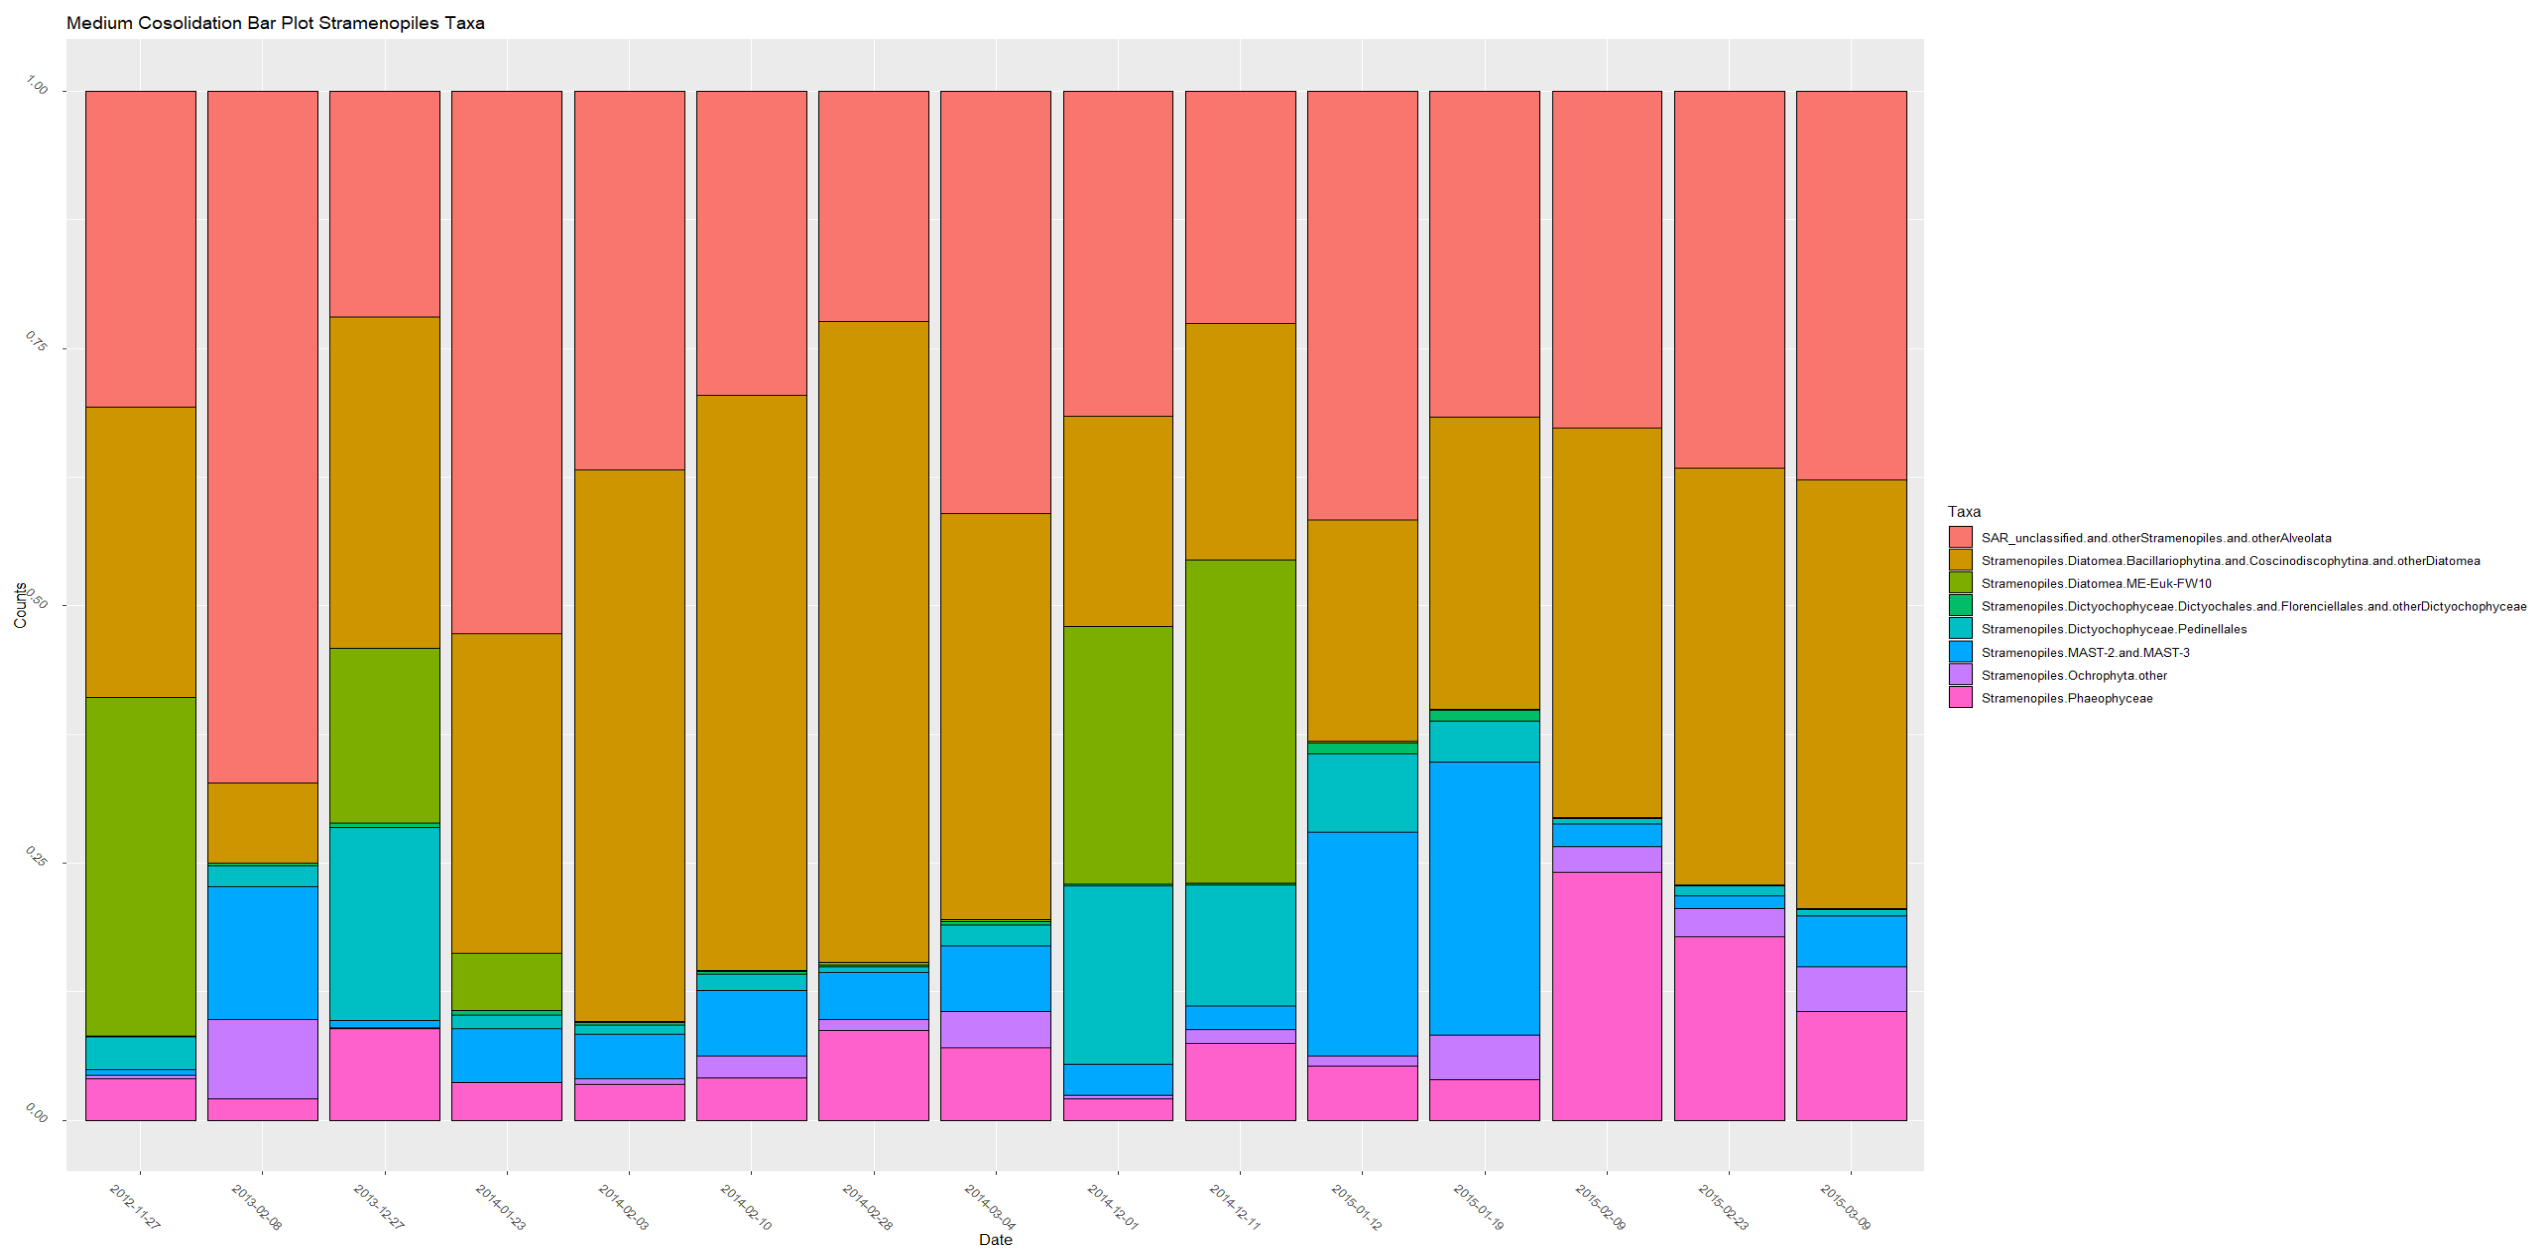 Medium Cosolidation Bar Plot Stramenopiles Taxa
1.00
0.75
0.50
0.25
0.00
Counts
2012-11-27
2013-02-08
2013-12-27
2014-01-23
2014-02-03
2014-02-10
2014-02-28
2014-03-04
2014-12-01
2014-12-11
2015-01-12
2015-01-19
2015-02-09
2015-02-23
2015-03-09
Date
Taxa
SAR_unclassified.and.otherStramenopiles.and.otherAlveolata
Stramenopiles.Diatomea.Bacillariophytina.and.Coscinodiscophytina.and.otherDiatomea
Stramenopiles.Diatomea.ME-Euk-FW10
Stramenopiles.Dictyochophyceae.Dictyochales.and.Florenciellales.and.otherDictyochophyceae
Stramenopiles.Dictyochophyceae.Pedinellales
Stramenopiles.MAST-2.and.MAST-3
Stramenopiles.Ochrophyta.other
Stramenopiles.Phaeophyceae